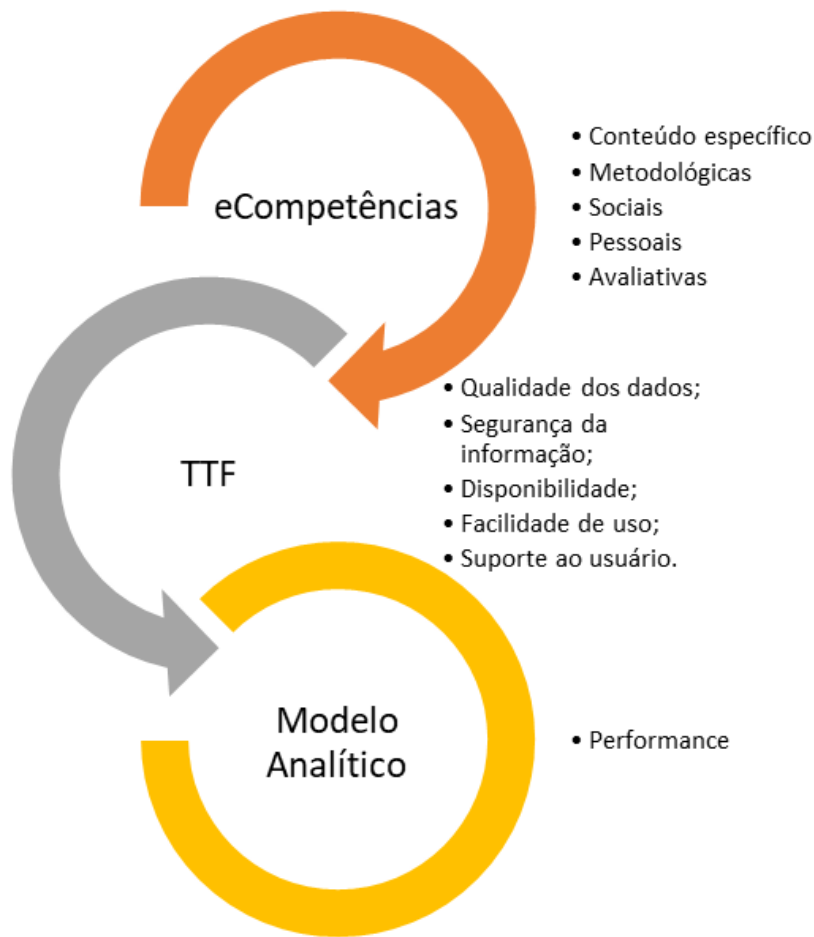 eCompetências
• Conteúdo específico
• Metodológicas
• Sociais
• Pessoais
• Avaliativas
TTF
• Qualidade dos dados;
• Segurança da
informação;
• Disponibilidade;
• Facilidade de uso;
• Suporte ao usuário.
Modelo
Analítico
• Performance